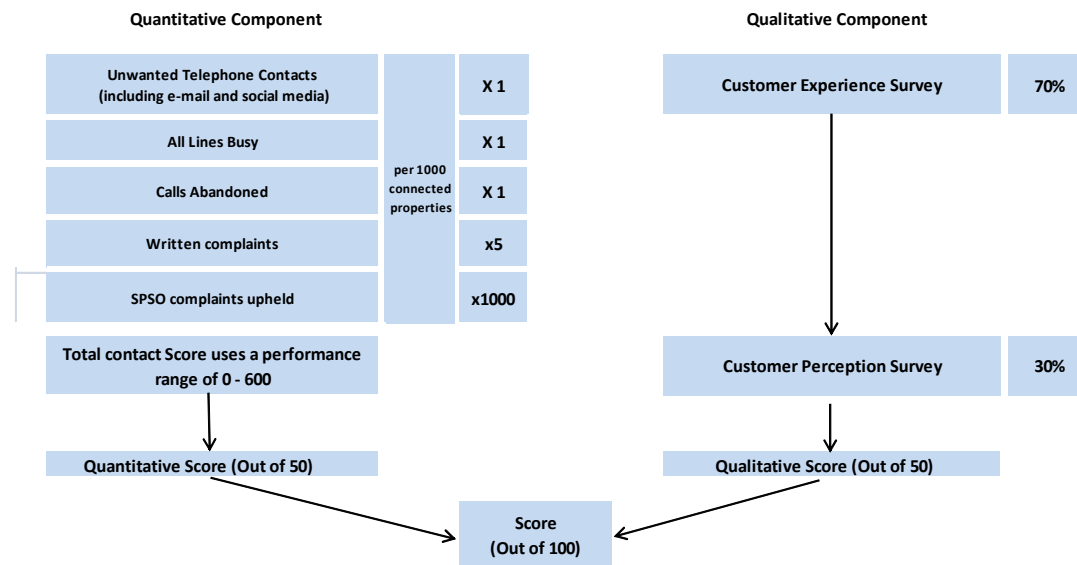 Quantitative Component
Unwanted Telephone Contacts
(including e-mail and social media)
X 1
All Lines Busy
X 1
Calls Abandoned
X 1
Written complaints
x5
SPSO complaints upheld
x1000
per 1000
connected
properties
Total contact Score uses a performance
range of 0 - 600
Quantitative Score (Out of 50)
Qualitative Component
Customer Experience Survey
70%
Customer Perception Survey
30%
Qualitative Score (Out of 50)
Score
(Out of 100)